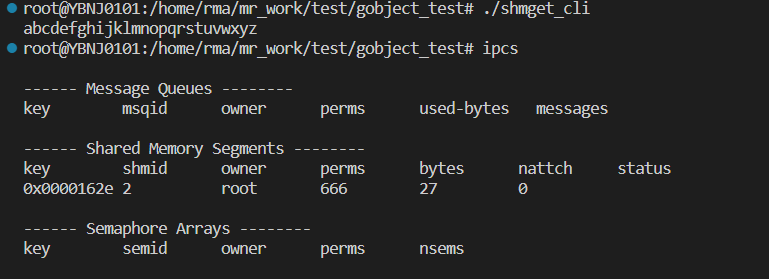 root@YBNJ0101:/home/rma/mr_work/test/gobject_test# ./shmget_cli
abcdefghijklmnopqrstuvwxyz
root@YBNJ0101:/home/rma/mr_work/test/gobject_test# ipcs
------ Message Queues --------
key        msqid      owner      perms      used-bytes   messages
------ Shared Memory Segments --------
key        shmid      owner      perms      bytes      nattch     status
0x0000162e 2          root       666        27         0
------ Semaphore Arrays --------
key        semid      owner      perms      nsems